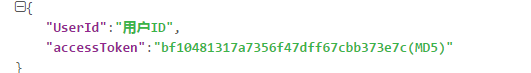 {
"UserId":"用户ID",
"accessToken":"bf10481317a7356f47dff67cbb373e7c(MD5)"
}